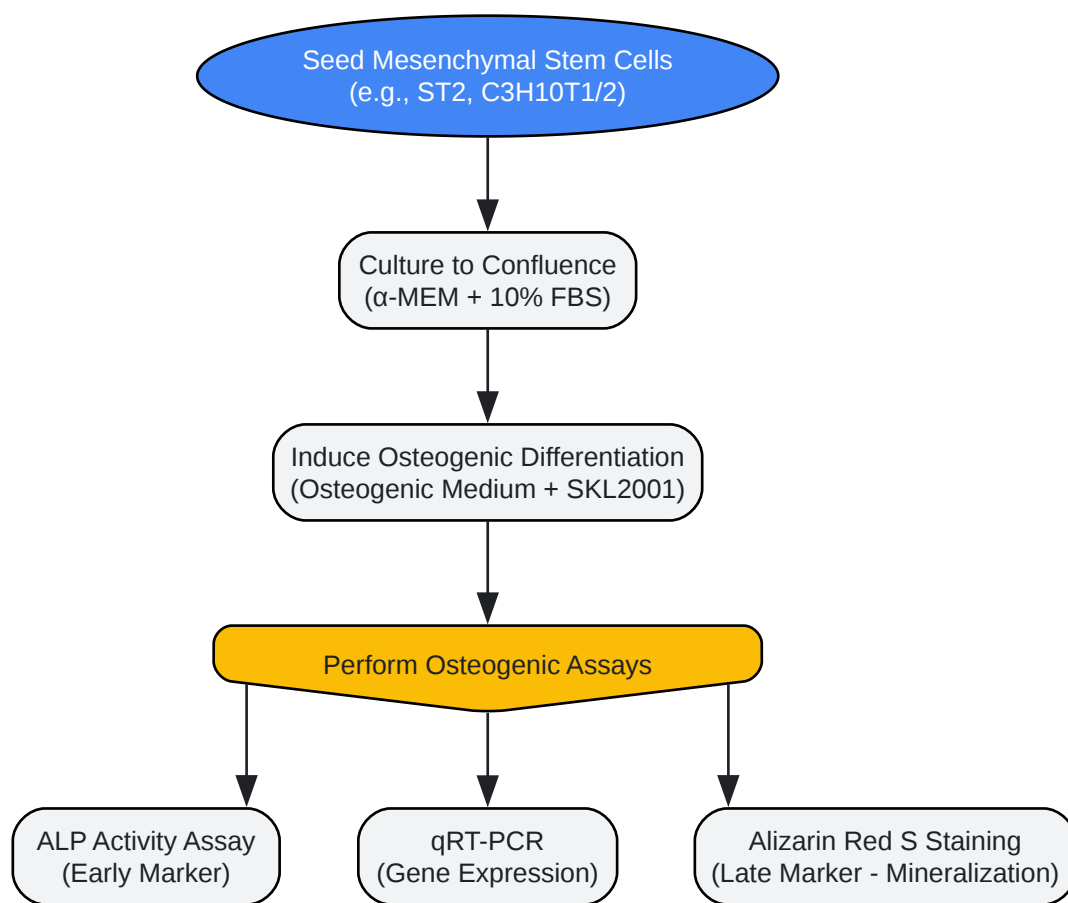 Seed Mesenchymal Stem Cells
(e.g., ST2, C3H10T1/2)
Culture to Confluence
(α-MEM + 10% FBS)
Induce Osteogenic Differentiation
(Osteogenic Medium + SKL2001)
Perform Osteogenic Assays
ALP Activity Assay
(Early Marker)
qRT-PCR
(Gene Expression)
Alizarin Red S Staining
(Late Marker - Mineralization)